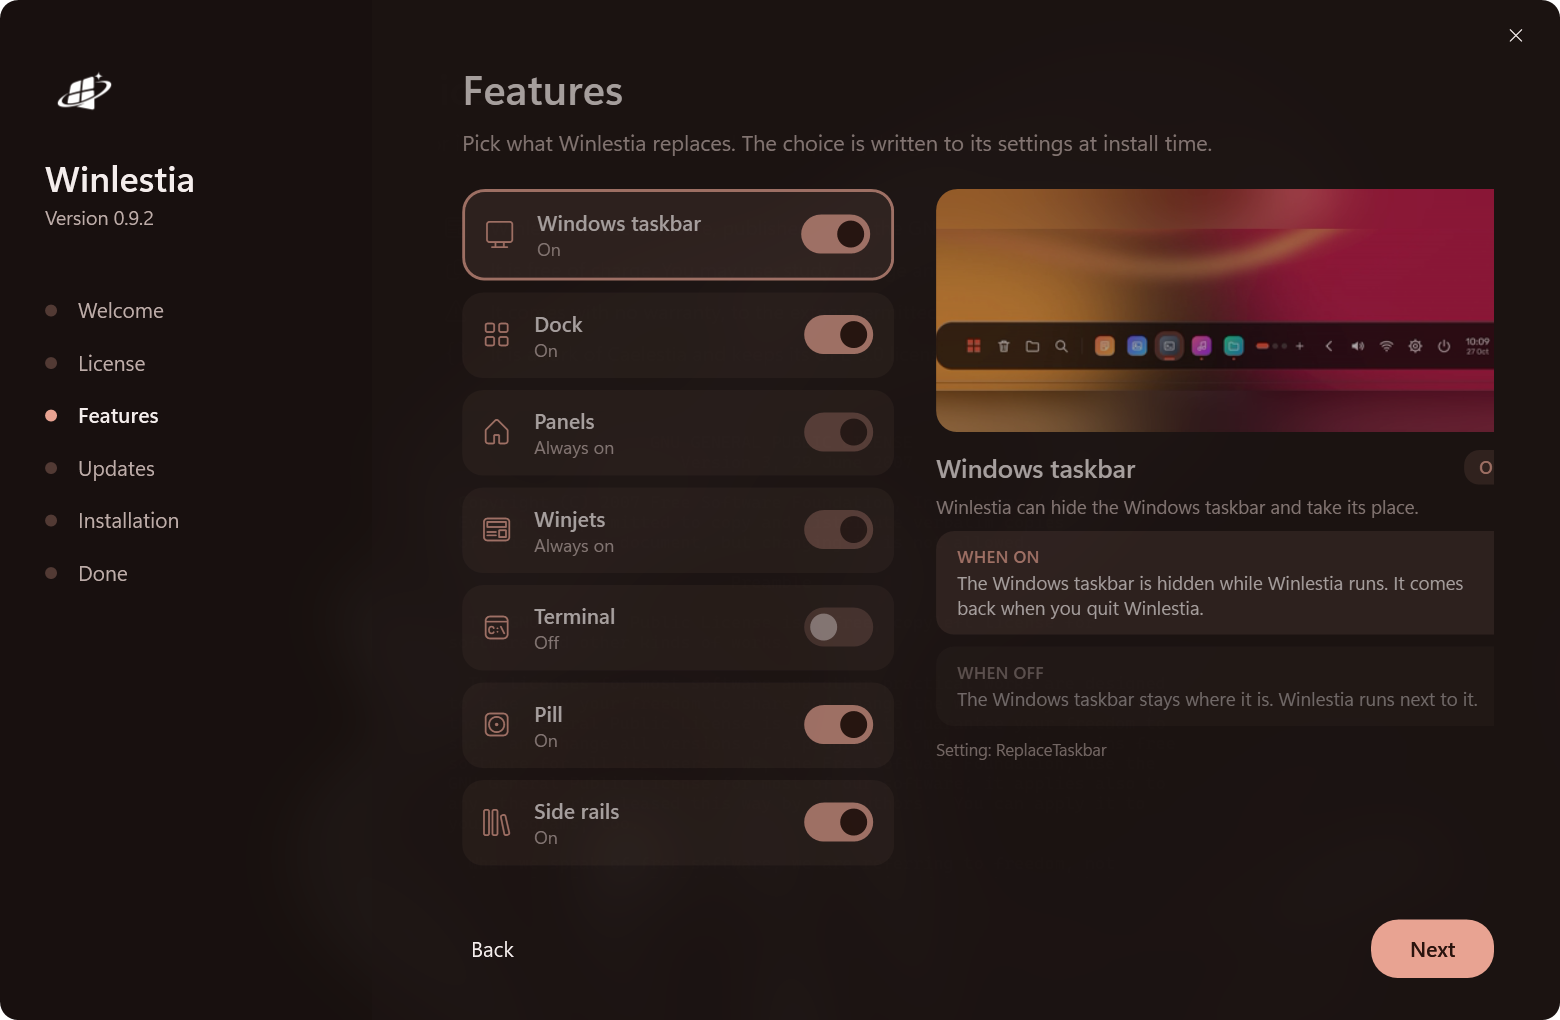 Winlestia
Version 0.9.2
Welcome
License
Features
Updates
Installation
Done
Features
Pick what Winlestia replaces. The choice is written to its settings at install time.
Windows taskbar
On
Dock
On
Panels
Always on
Winjets
Always on
C:\
Terminal
Off
Pill
On
Side rails
On
10:09
27 Oct
Windows taskbar
O
Winlestia can hide the Windows taskbar and take its place.
WHEN ON
The Windows taskbar is hidden while Winlestia runs. It comes
back when you quit Winlestia.
WHEN OFF
The Windows taskbar stays where it is. Winlestia runs next to it.
Setting: ReplaceTaskbar
Back
Next